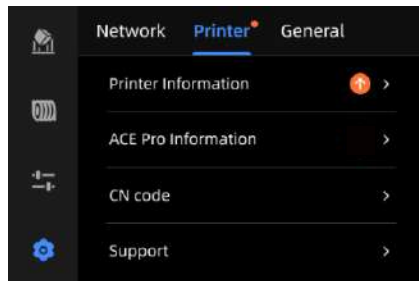 Network Printer General
Printer Information
ACE Pro Information
CN code
Support